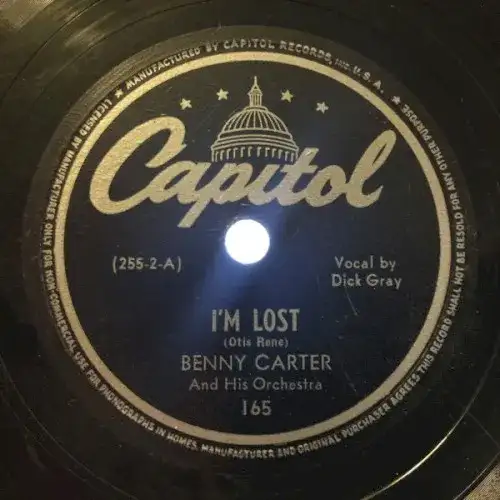 ★ MANUFACTURED BY CAPITOL RECORDS, INC. U.S.A. ★
LICENSED BY MANUFACTURER ONLY FOR NON-COMMERCIAL USE FOR PHONOGRAPHS IN HOMES. MANUFACTURER AND ORIGINAL PURCHASER AGREES THIS RECORD SHALL NOT BE RESOLD FOR ANY OTHER PURPOSE
Capitol
(255-2-A)
Vocal by
Dick Gray
I'M LOST
(Otis Rene)
BENNY CARTER
And His Orchestra
165